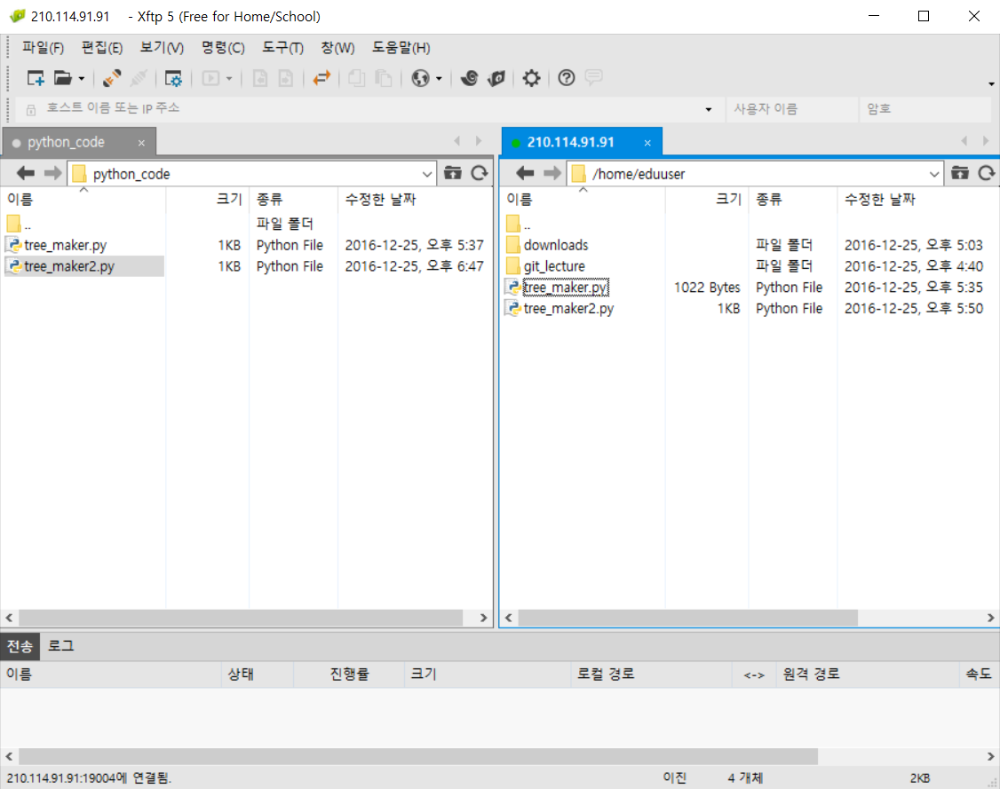 210.114.91.91 - Xftp 5 (Free for Home/School)
파일(F) 편집(E) 보기(V) 명령(C) 도구(T) 창(W) 도움말(H)
호스트 이름 또는 IP 주소 사용자 이름 암호
python_code × 210.114.91.91 ×
python_code /home/eduuser
이름 크기 종류 수정한 날짜 이름 크기 종류 수정한 날짜
.. 파일 폴더 ..
tree_maker.py 1KB Python File 2016-12-25, 오후 5:37 downloads 파일 폴더 2016-12-25, 오후 5:03
tree_maker2.py 1KB Python File 2016-12-25, 오후 6:47 git_lecture 파일 폴더 2016-12-25, 오후 4:40
tree_maker.py 1022 Bytes Python File 2016-12-25, 오후 5:35
tree_maker2.py 1KB Python File 2016-12-25, 오후 5:50
전송 로그
이름 상태 진행률 크기 로컬 경로 <-> 원격 경로 속도
210.114.91.91:19004에 연결됨. 이진 4 개체 2KB